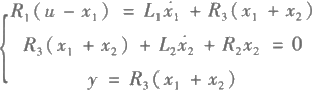 R₁(u - x₁) = L₁ẋ₁ + R₃(x₁ + x₂)
R₃(x₁ + x₂) + L₂ẋ₂ + R₂x₂ = 0
y = R₃(x₁ + x₂)